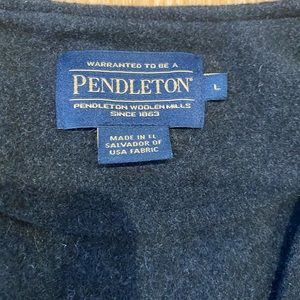 WARRANTED TO BE A
PENDLETON®
L
PENDLETON WOOLEN MILLS
SINCE 1863
MADE IN EL
SALVADOR OF
USA FABRIC